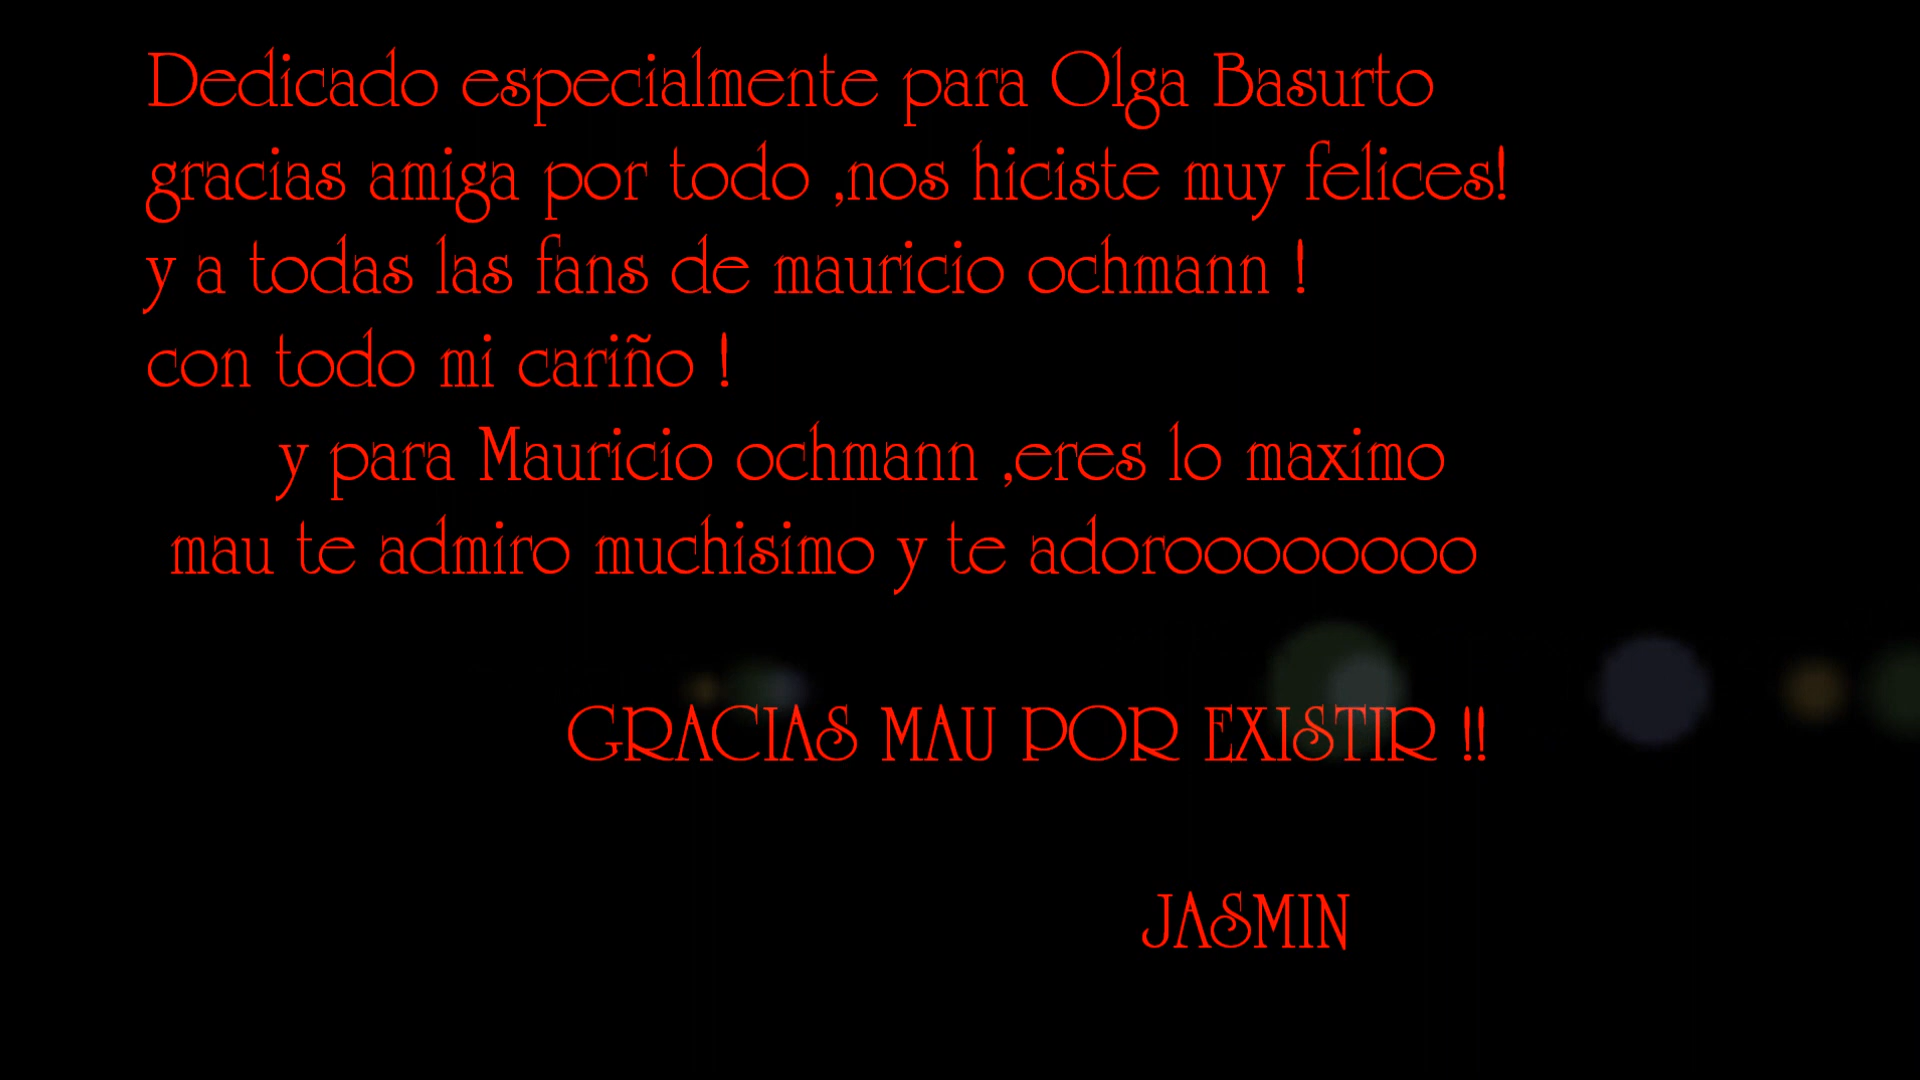 Dedicado especialmente para Olga Basurto
gracias amiga por todo ,nos hiciste muy felices!
y a todas las fans de mauricio ochmann !
con todo mi cariño !
y para Mauricio ochmann ,eres lo maximo
mau te admiro muchisimo y te adoroooooooo
GRACIAS MAU POR EXISTIR !!
JASMIN